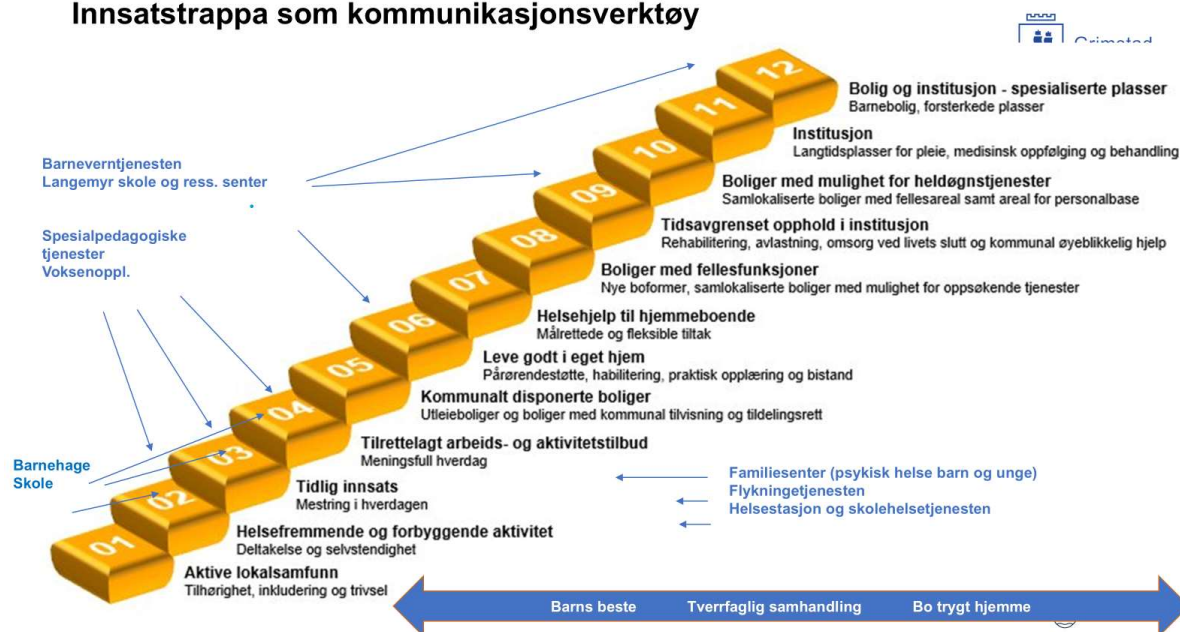 Innsatstrappa som kommunikasjonsverktøy
Grimstad
12
Bolig og institusjon - spesialiserte plasser
Barnebolig, forsterkede plasser
11
Institusjon
Langtidsplasser for pleie, medisinsk oppfølging og behandling
10
Boliger med mulighet for heldøgnstjenester
Samlokaliserte boliger med fellesareal samt areal for personalbase
09
Tidsavgrenset opphold i institusjon
Rehabilitering, avlastning, omsorg ved livets slutt og kommunal øyeblikkelig hjelp
08
Boliger med fellesfunksjoner
Nye boformer, samlokaliserte boliger med mulighet for oppsøkende tjenester
07
Helsehjelp til hjemmeboende
Målrettede og fleksible tiltak
06
Leve godt i eget hjem
Pårørendestøtte, habilitering, praktisk opplæring og bistand
05
Kommunalt disponerte boliger
Utleieboliger og boliger med kommunal tilvisning og tildelingsrett
04
Tilrettelagt arbeids- og aktivitetstilbud
Meningsfull hverdag
03
Tidlig innsats
Mestring i hverdagen
02
Helsefremmende og forbyggende aktivitet
Deltakelse og selvstendighet
01
Aktive lokalsamfunn
Tilhørighet, inkludering og trivsel
Barneverntjenesten
Langemyr skole og ress. senter
Spesialpedagogiske
tjenester
Voksenoppl.
Barnehage
Skole
Familiesenter (psykisk helse barn og unge)
Flykningetjenesten
Helsestasjon og skolehelsetjenesten
Barns beste Tverrfaglig samhandling Bo trygt hjemme